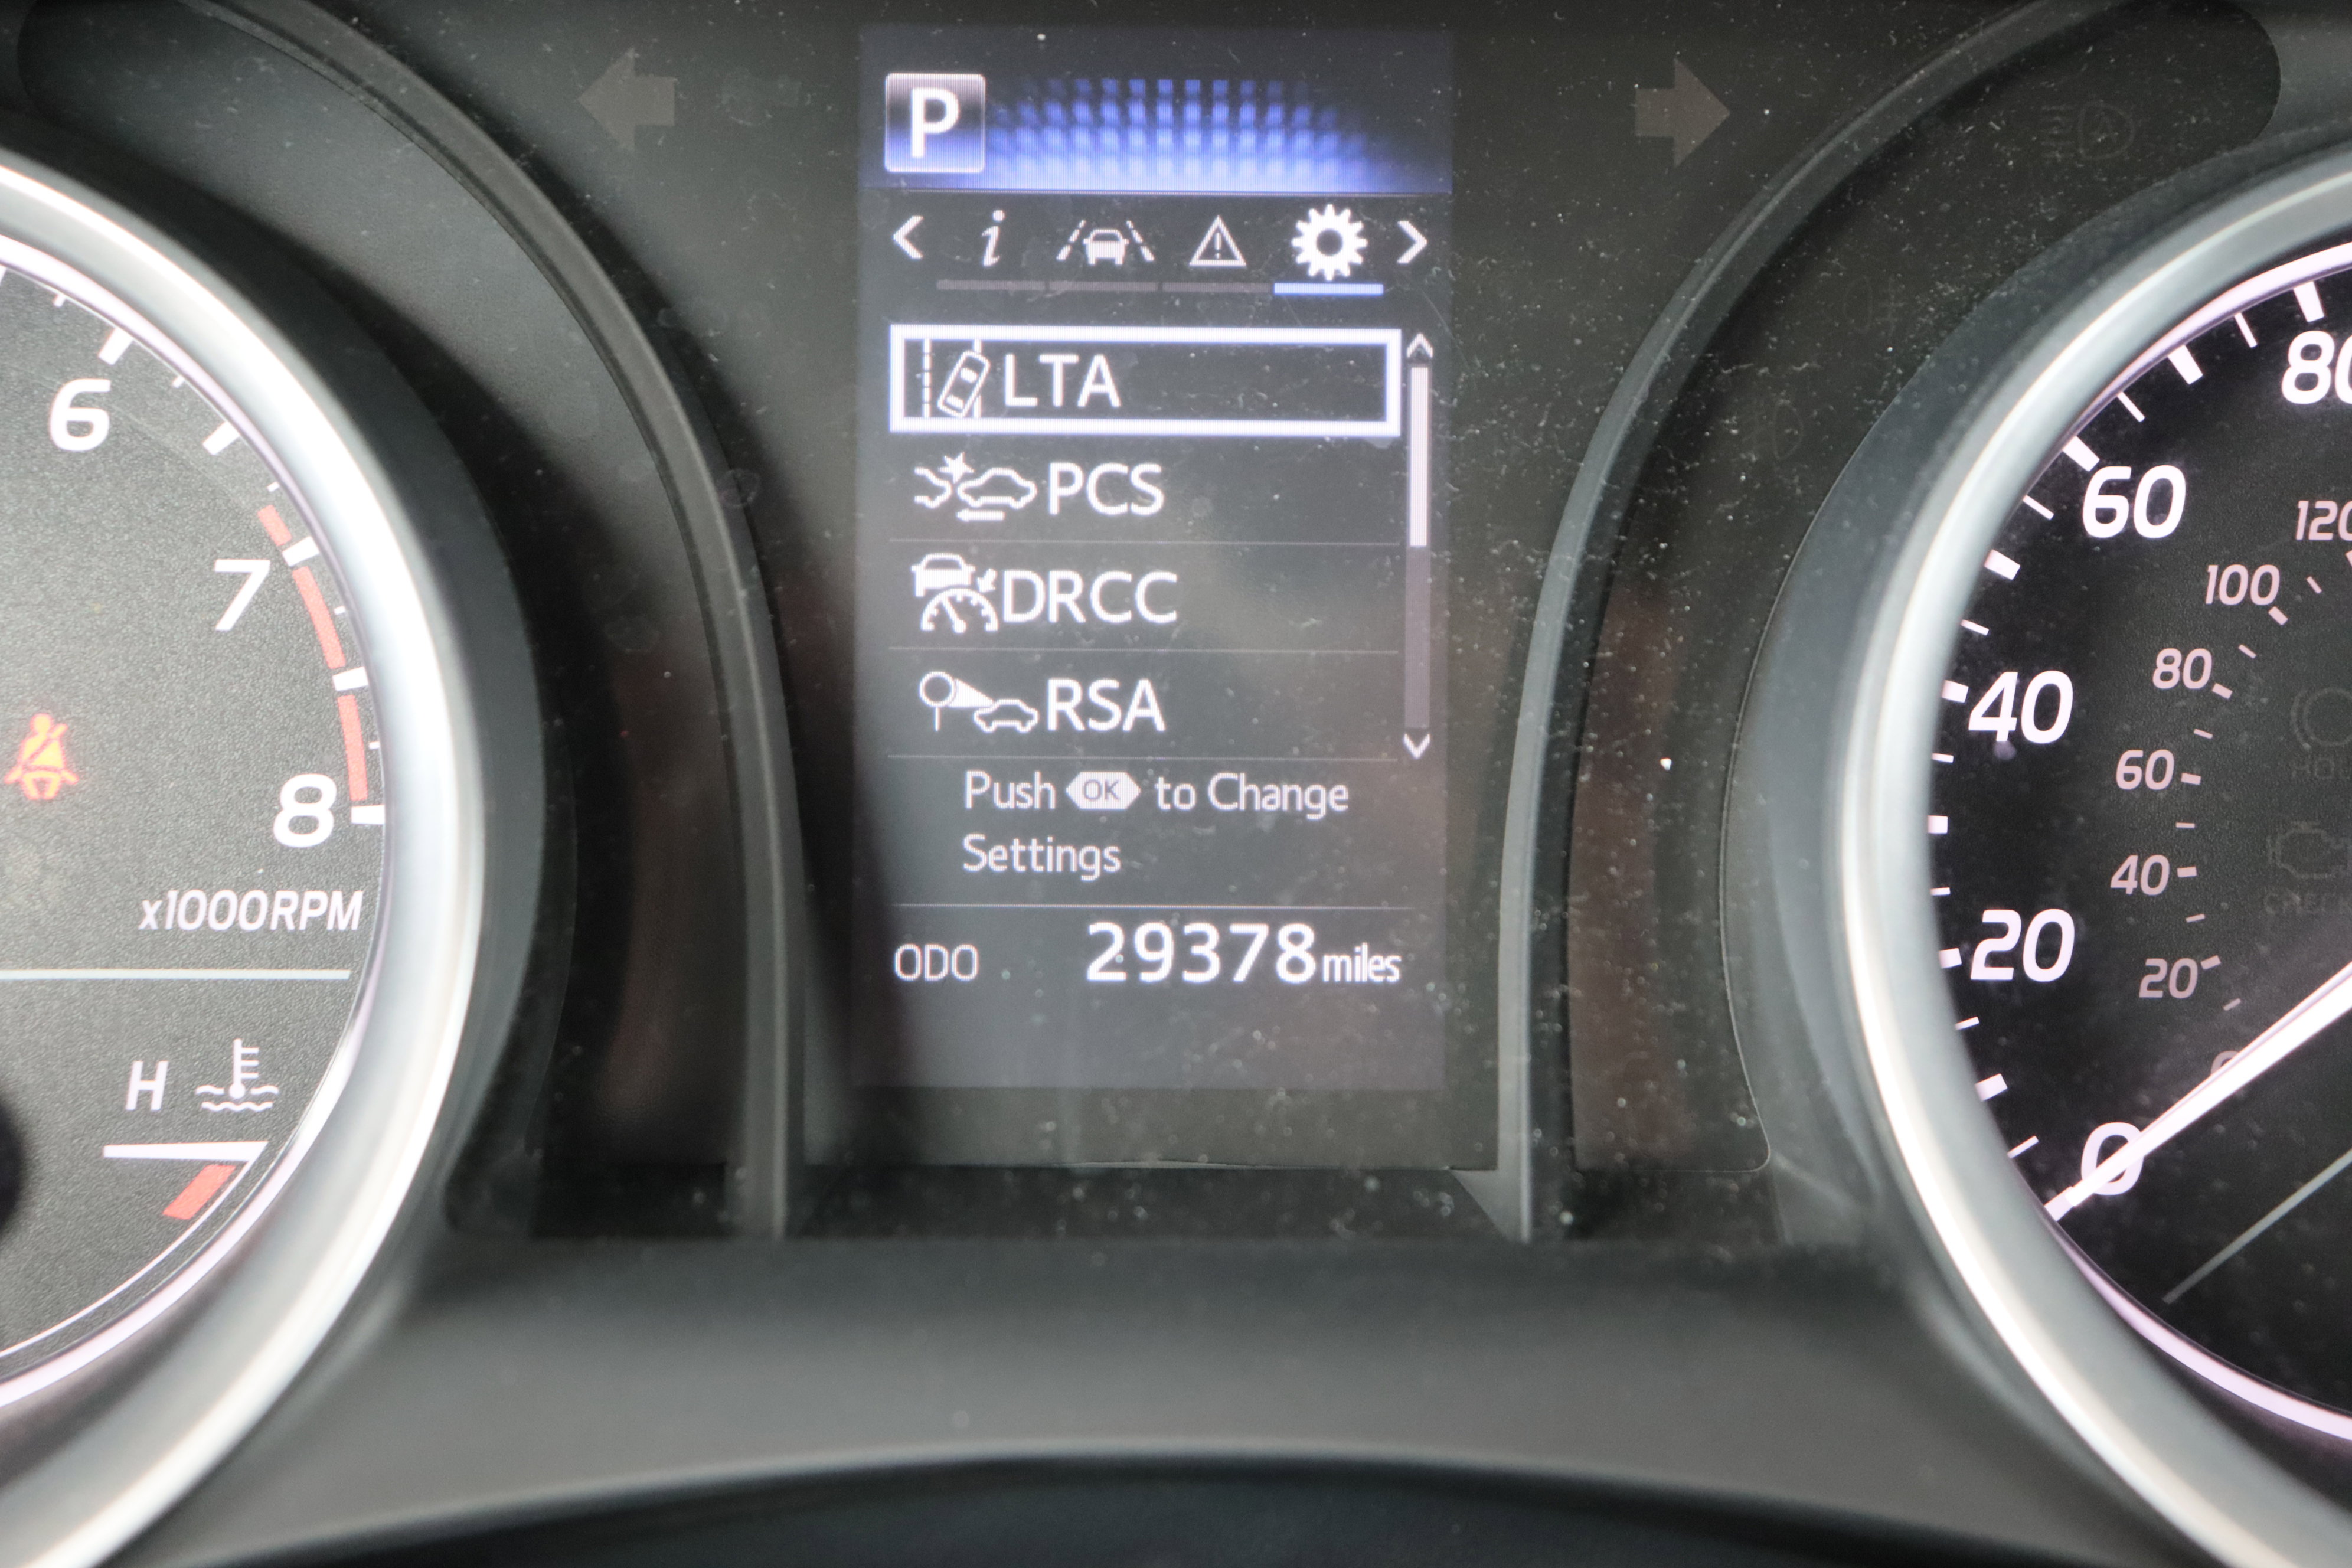 P
i
LTA
PCS
DRCC
RSA
Push OK to Change
Settings
ODO 29378 miles
6
7
8
x1000RPM
H
80
60
40
20
0
120
100
80
60
40
20